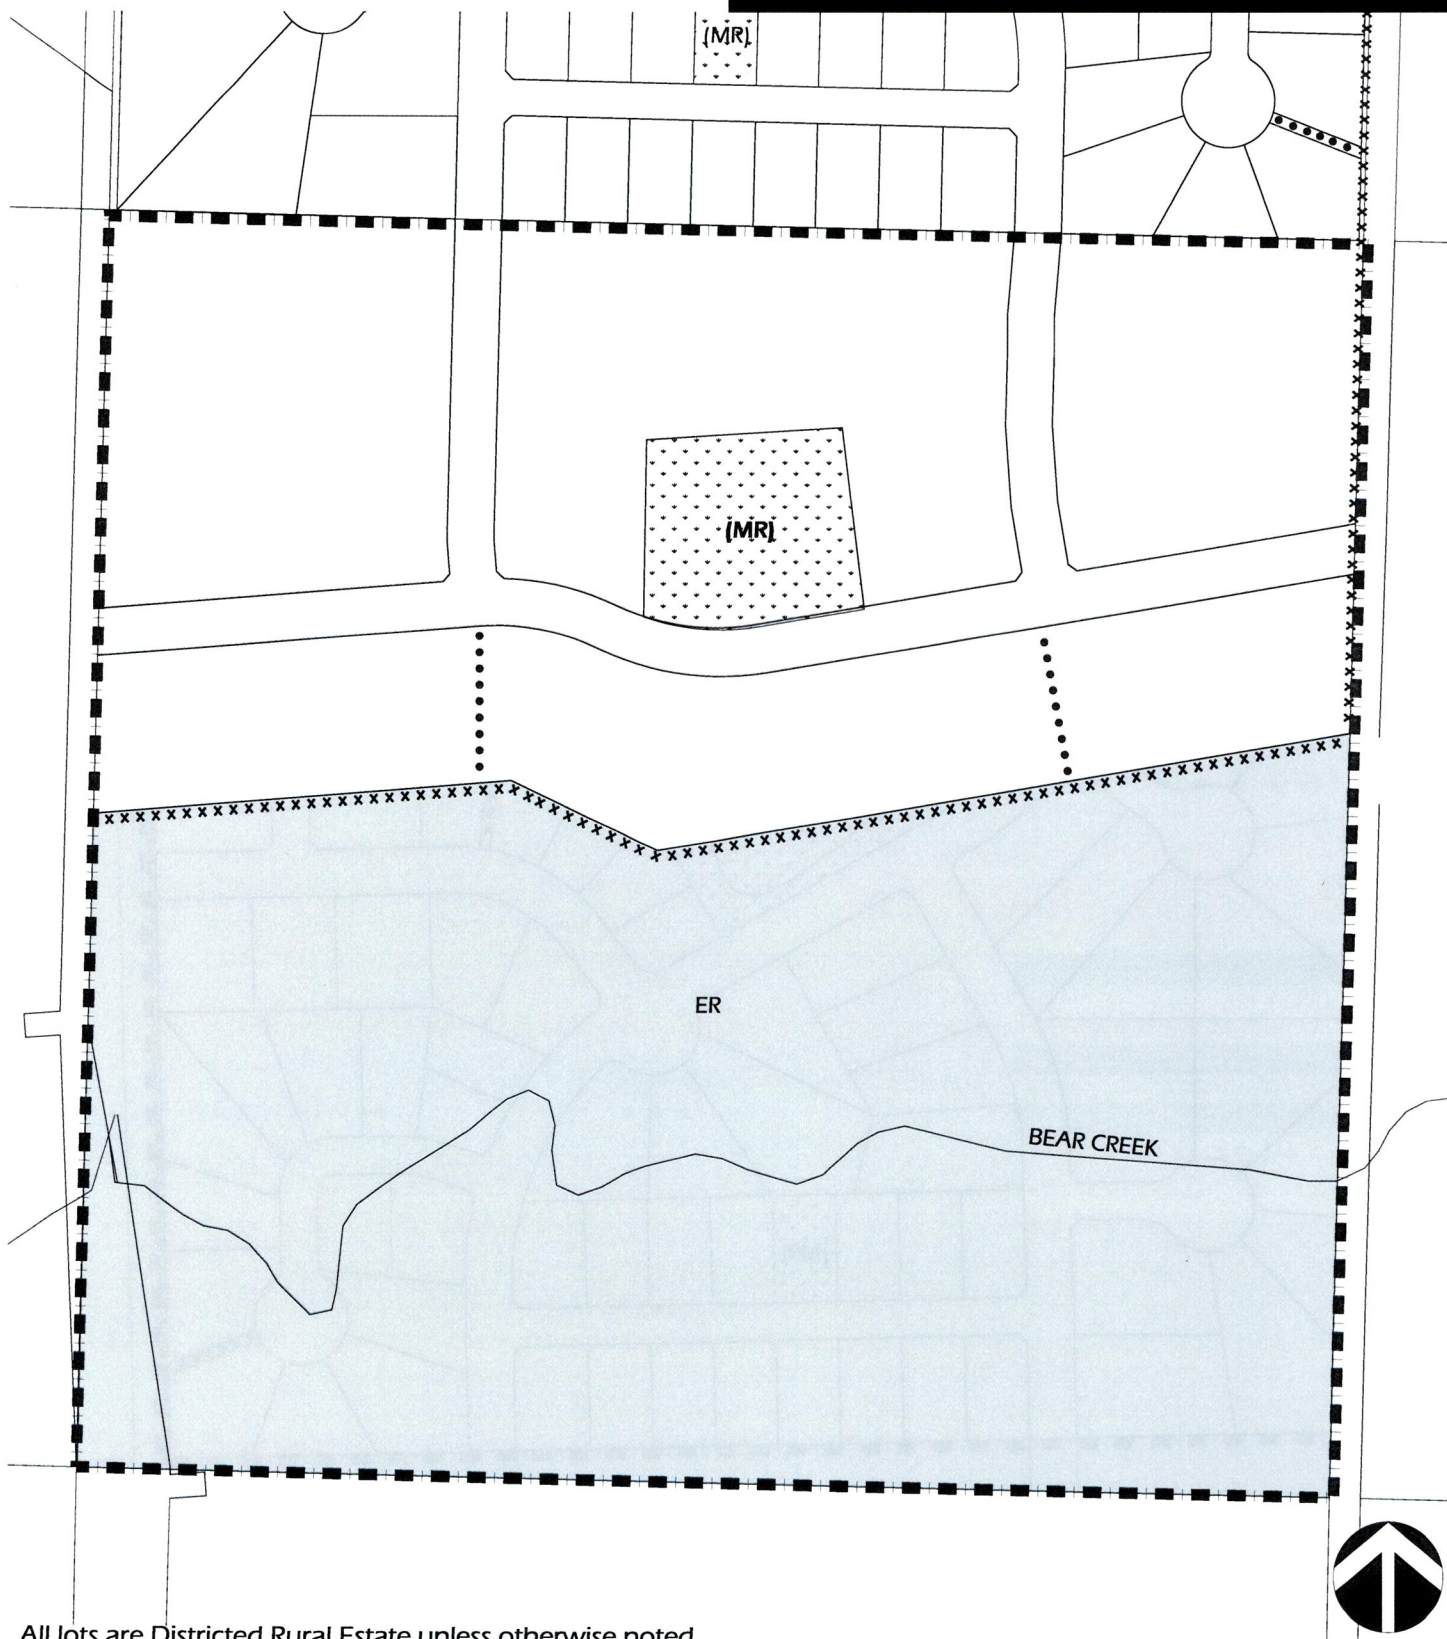 (MR)
(MR)
ER
BEAR CREEK
All lots are Districted Rural Estate unless otherwise noted